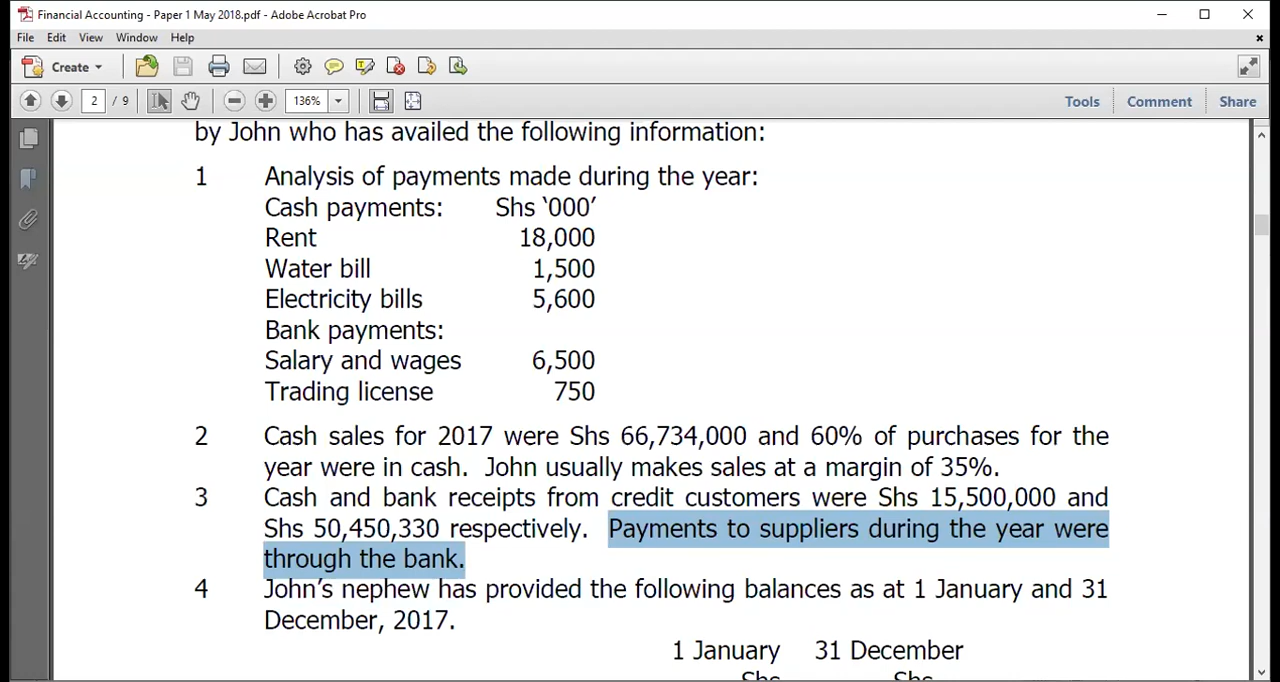 Financial Accounting - Paper 1 May 2018.pdf - Adobe Acrobat Pro
File Edit View Window Help
Create
2 / 9 136% Tools Comment Share
by John who has availed the following information:
1 Analysis of payments made during the year:
Cash payments: Shs ‘000’
Rent 18,000
Water bill 1,500
Electricity bills 5,600
Bank payments:
Salary and wages 6,500
Trading license 750
2 Cash sales for 2017 were Shs 66,734,000 and 60% of purchases for the
year were in cash. John usually makes sales at a margin of 35%.
3 Cash and bank receipts from credit customers were Shs 15,500,000 and
Shs 50,450,330 respectively. Payments to suppliers during the year were
through the bank.
4 John’s nephew has provided the following balances as at 1 January and 31
December, 2017.
1 January 31 December
Shs Shs